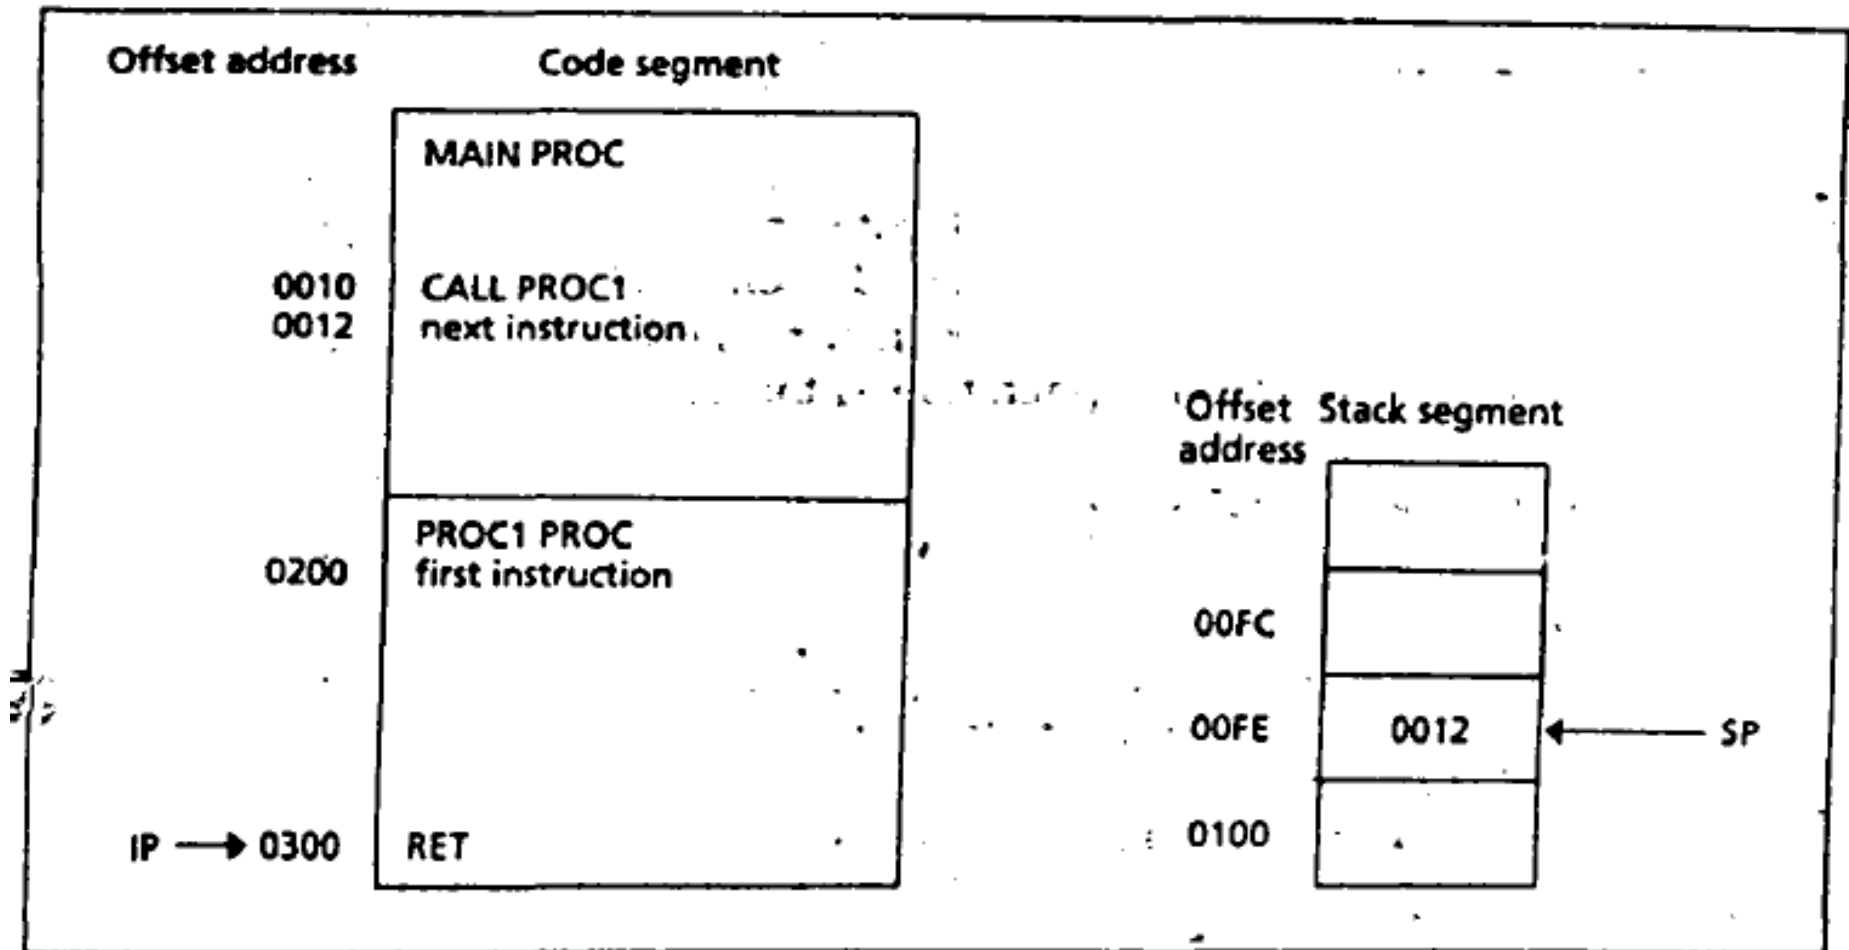 Offset address Code segment
MAIN PROC
0010 CALL PROC1
0012 next instruction
Offset Stack segment
address
PROC1 PROC
0200 first instruction
00FC
00FE 0012 SP
IP 0300 RET
0100